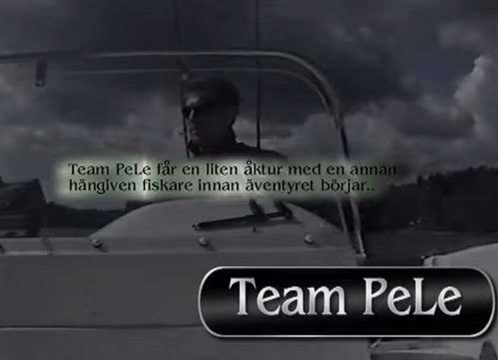 Team PeLe får en liten åktur med en annan
hängiven fiskare innan äventyret börjar..
Team PeLe